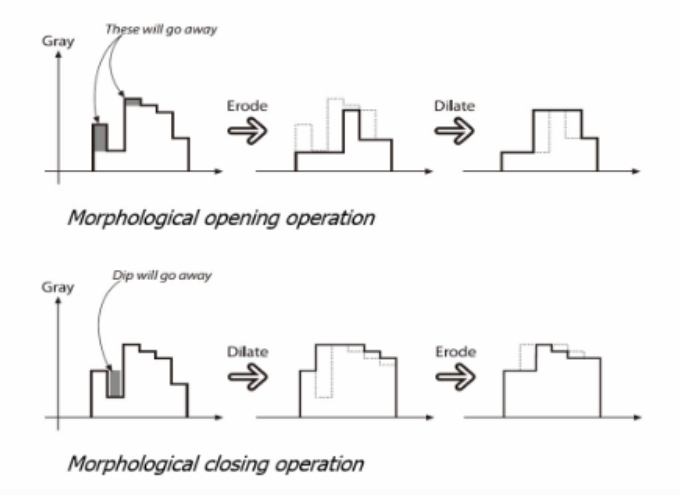 These will go away
Gray
Erode
Dilate
Morphological opening operation
Dip will go away
Gray
Dilate
Erode
Morphological closing operation